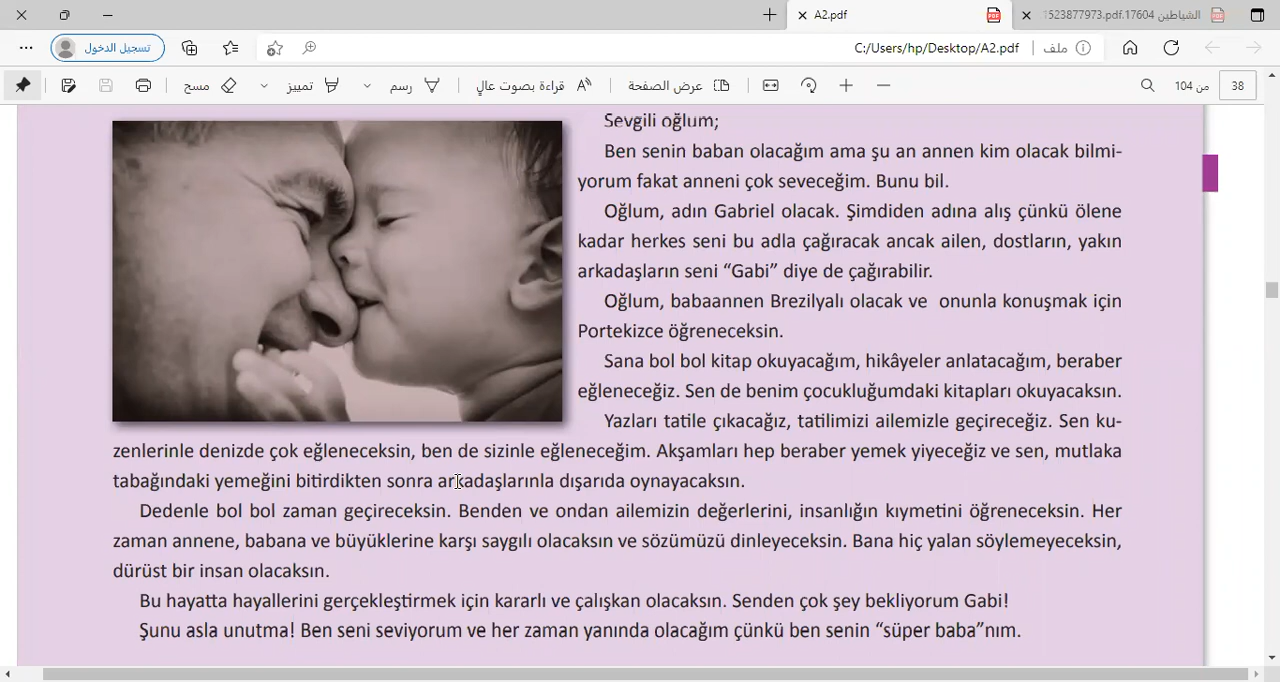 A2.pdf
الشياطين 17604.1523877973.pdf
تسجيل الدخول
ملف
C:/Users/hp/Desktop/A2.pdf
مسح
تمييز
رسم
قراءة بصوت عالٍ
عرض الصفحة
من 104
38
Sevgili oğlum;
Ben senin baban olacağım ama şu an annen kim olacak bilmi-
yorum fakat anneni çok seveceğim. Bunu bil.
Oğlum, adın Gabriel olacak. Şimdiden adına alış çünkü ölene
kadar herkes seni bu adla çağıracak ancak ailen, dostların, yakın
arkadaşların seni “Gabi” diye de çağırabilir.
Oğlum, babaannen Brezilyalı olacak ve onunla konuşmak için
Portekizce öğreneceksin.
Sana bol bol kitap okuyacağım, hikâyeler anlatacağım, beraber
eğleneceğiz. Sen de benim çocukluğumdaki kitapları okuyacaksın.
Yazları tatile çıkacağız, tatilimizi ailemizle geçireceğiz. Sen ku-
zenlerinle denizde çok eğleneceksin, ben de sizinle eğleneceğim. Akşamları hep beraber yemek yiyeceğiz ve sen, mutlaka
tabağındaki yemeğini bitirdikten sonra arkadaşlarınla dışarıda oynayacaksın.
Dedenle bol bol zaman geçireceksin. Benden ve ondan ailemizin değerlerini, insanlığın kıymetini öğreneceksin. Her
zaman annene, babana ve büyüklerine karşı saygılı olacaksın ve sözümüzü dinleyeceksin. Bana hiç yalan söylemeyeceksin,
dürüst bir insan olacaksın.
Bu hayatta hayallerini gerçekleştirmek için kararlı ve çalışkan olacaksın. Senden çok şey bekliyorum Gabi!
Şunu asla unutma! Ben seni seviyorum ve her zaman yanında olacağım çünkü ben senin “süper baba”nım.